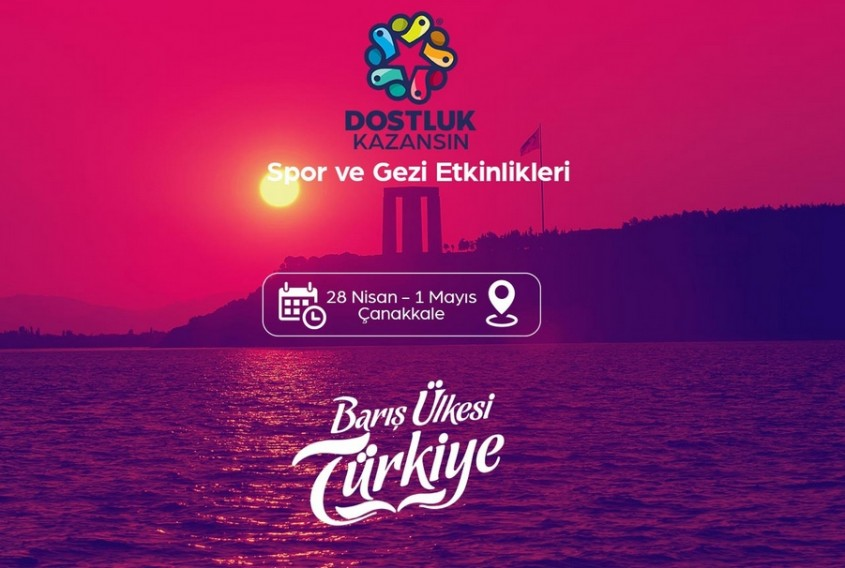 DOSTLUK
KAZANSIN
Spor ve Gezi Etkinlikleri
28 Nisan – 1 Mayıs
Çanakkale
Barış Ülkesi
Türkiye